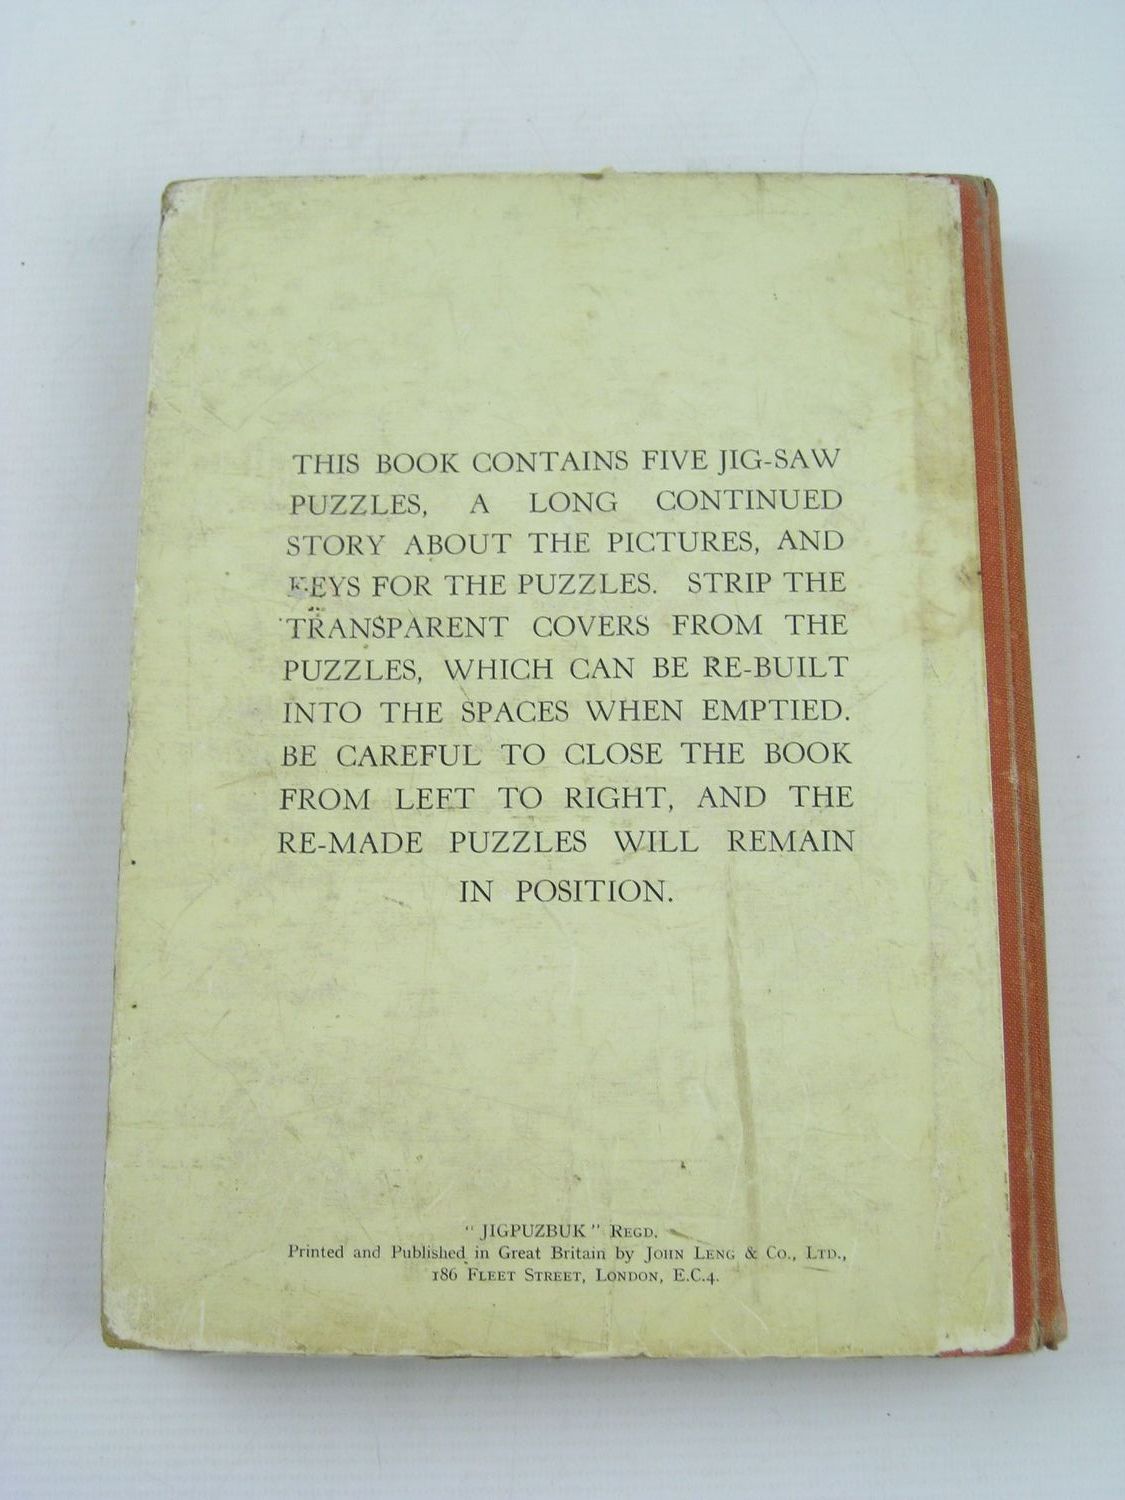 THIS BOOK CONTAINS FIVE JIG-SAW
PUZZLES, A LONG CONTINUED
STORY ABOUT THE PICTURES, AND
KEYS FOR THE PUZZLES. STRIP THE
TRANSPARENT COVERS FROM THE
PUZZLES, WHICH CAN BE RE-BUILT
INTO THE SPACES WHEN EMPTIED.
BE CAREFUL TO CLOSE THE BOOK
FROM LEFT TO RIGHT, AND THE
RE-MADE PUZZLES WILL REMAIN
IN POSITION.
"JIGPUZBUK" REGD.
Printed and Published in Great Britain by JOHN LENG & CO., LTD.,
186 FLEET STREET, LONDON, E.C.4.